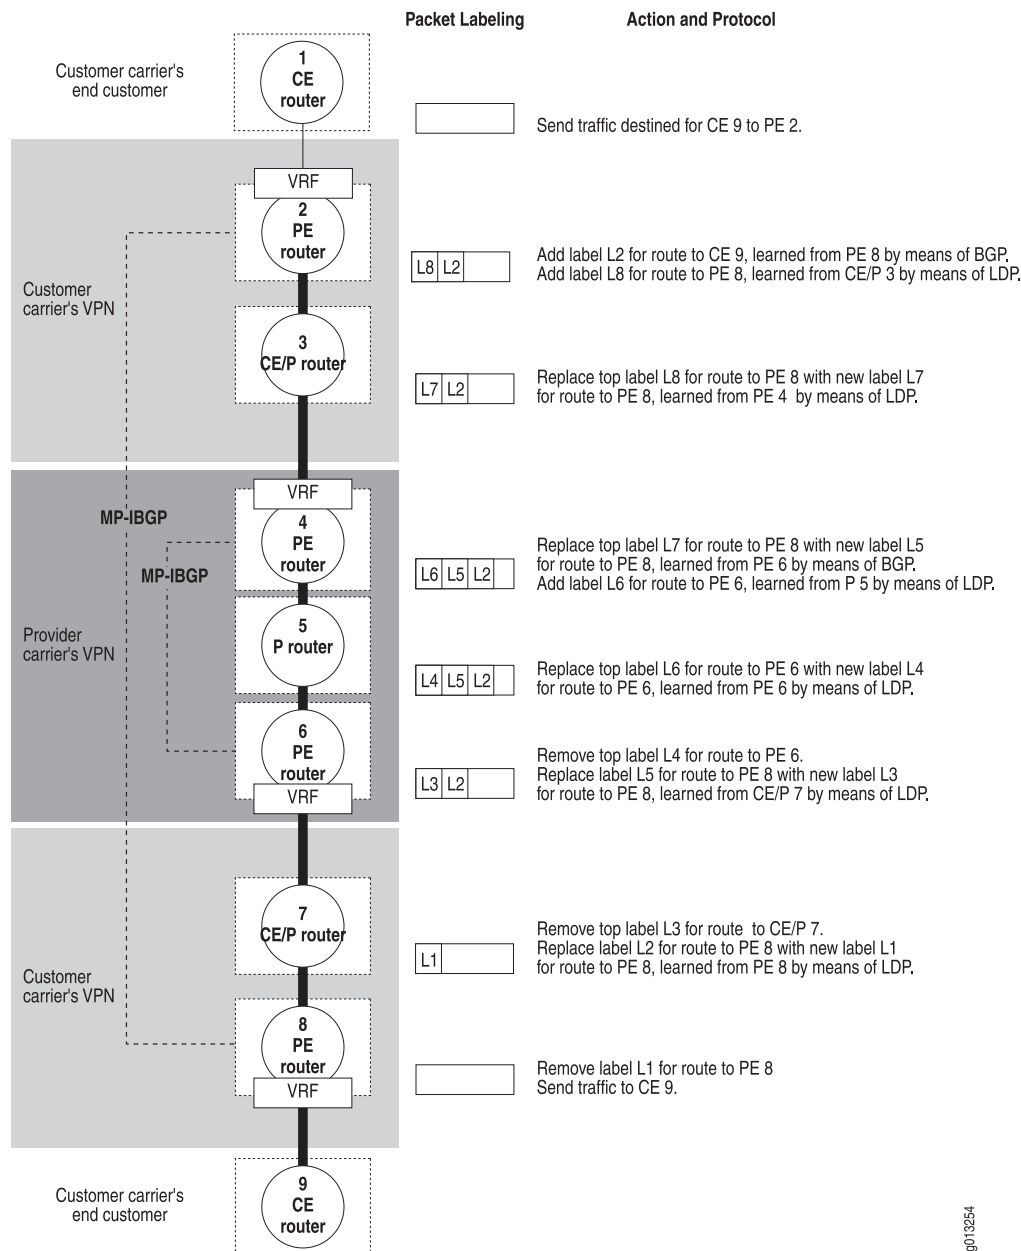 Packet Labeling
Action and Protocol
Customer carrier's
end customer
1
CE
router
Send traffic destined for CE 9 to PE 2.
VRF
2
PE
router
L8 L2
Add label L2 for route to CE 9, learned from PE 8 by means of BGP.
Add label L8 for route to PE 8, learned from CE/P 3 by means of LDP.
Customer
carrier's VPN
3
CE/P router
L7 L2
Replace top label L8 for route to PE 8 with new label L7
for route to PE 8, learned from PE 4 by means of LDP.
VRF
MP-IBGP
4
PE
router
MP-IBGP
L6 L5 L2
Replace top label L7 for route to PE 8 with new label L5
for route to PE 8, learned from PE 6 by means of BGP.
Add label L6 for route to PE 6, learned from P 5 by means of LDP.
Provider
carrier's VPN
5
P router
L4 L5 L2
Replace top label L6 for route to PE 6 with new label L4
for route to PE 6, learned from PE 6 by means of LDP.
6
PE
router
VRF
L3 L2
Remove top label L4 for route to PE 6.
Replace label L5 for route to PE 8 with new label L3
for route to PE 8, learned from CE/P 7 by means of LDP.
7
CE/P router
L1
Remove top label L3 for route to CE/P 7.
Replace label L2 for route to PE 8 with new label L1
for route to PE 8, learned from PE 8 by means of LDP.
Customer
carrier's VPN
8
PE
router
VRF
Remove label L1 for route to PE 8
Send traffic to CE 9.
Customer carrier's
end customer
9
CE
router
g013254